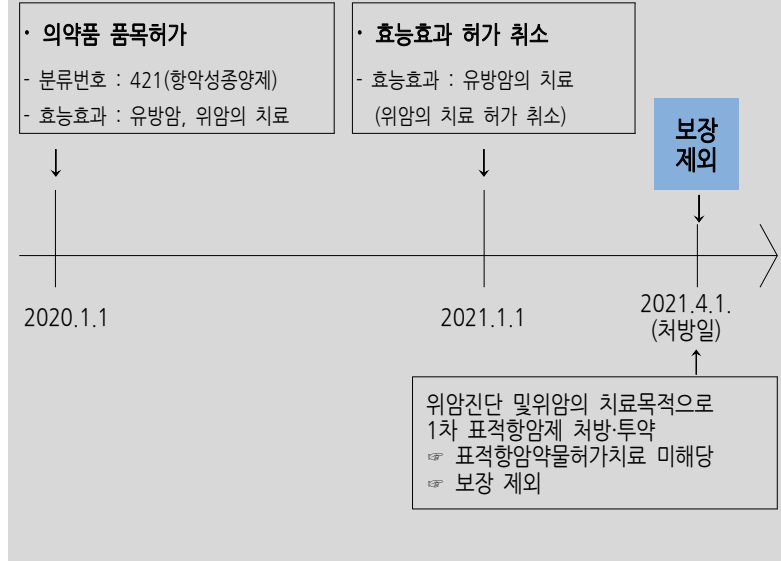 · 의약품 품목허가
- 분류번호 : 421(항악성종양제)
- 효능효과 : 유방암, 위암의 치료
· 효능효과 허가 취소
- 효능효과 : 유방암의 치료
(위암의 치료 허가 취소)
보장
제외
↓
↓
↓
2020.1.1
2021.1.1
2021.4.1.
(처방일)
↑
위암진단 및위암의 치료목적으로
1차 표적항암제 처방·투약
☞ 표적항암약물허가치료 미해당
☞ 보장 제외